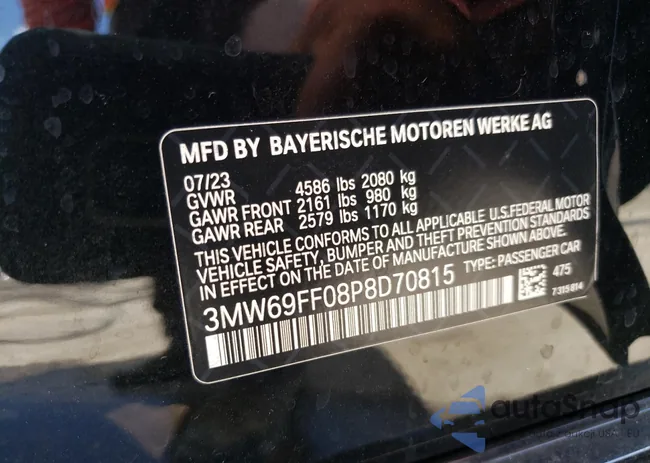 MFD BY BAYERISCHE MOTOREN WERKE AG
07/23
GVWR 4586 lbs 2080 kg
GAWR FRONT 2161 lbs 980 kg
GAWR REAR 2579 lbs 1170 kg
THIS VEHICLE CONFORMS TO ALL APPLICABLE U.S.FEDERAL MOTOR
VEHICLE SAFETY, BUMPER AND THEFT PREVENTION STANDARDS
IN EFFECT ON THE DATE OF MANUFACTURE SHOWN ABOVE.
3MW69FF08P8D70815 TYPE: PASSENGER CAR
475
7315414
autoSnap